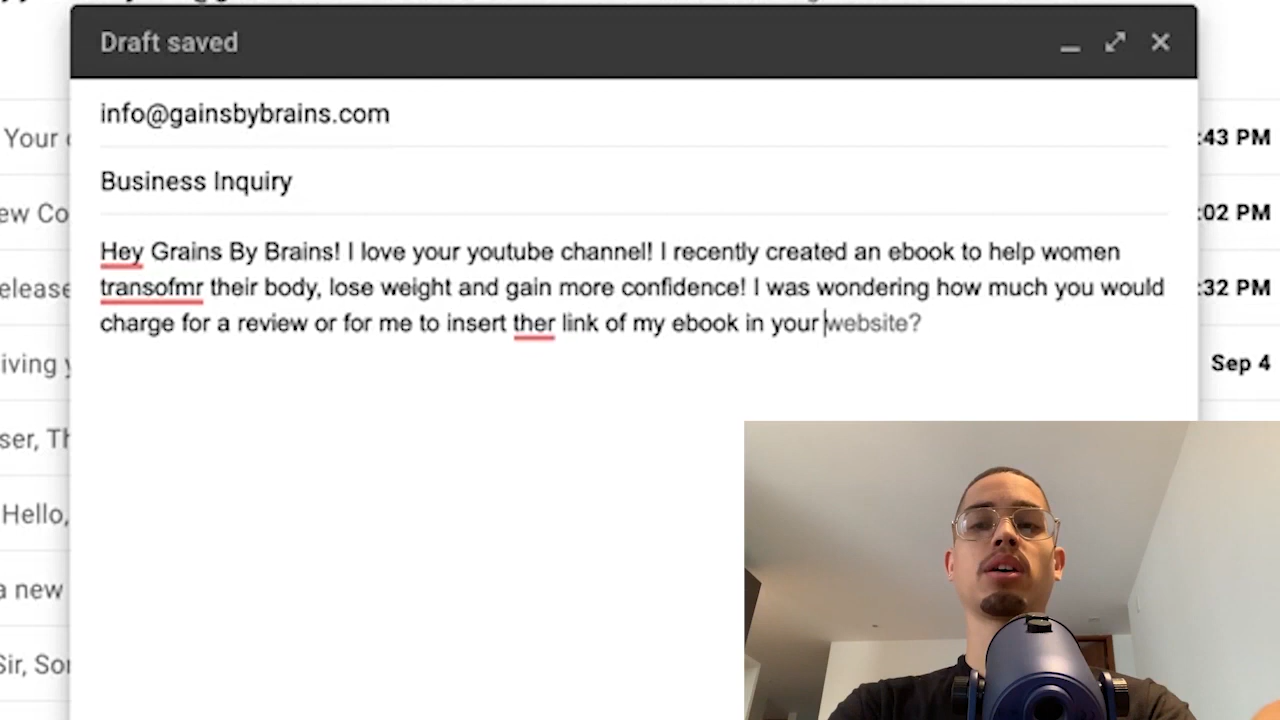 Draft saved
info@gainsbybrains.com
:43 PM
Your
Business Inquiry
ew Co
:02 PM
Hey Grains By Brains! I love your youtube channel! I recently created an ebook to help women
elease
transofmr their body, lose weight and gain more confidence! I was wondering how much you would
:32 PM
charge for a review or for me to insert ther link of my ebook in your website?
iving
Sep 4
ser, Th
Hello,
a new
Sir, Sor